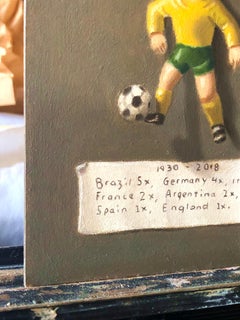 1930 - 2018
Brazil 5x, Germany 4x,
France 2x, Argentina 2x,
Spain 1x, England 1x.